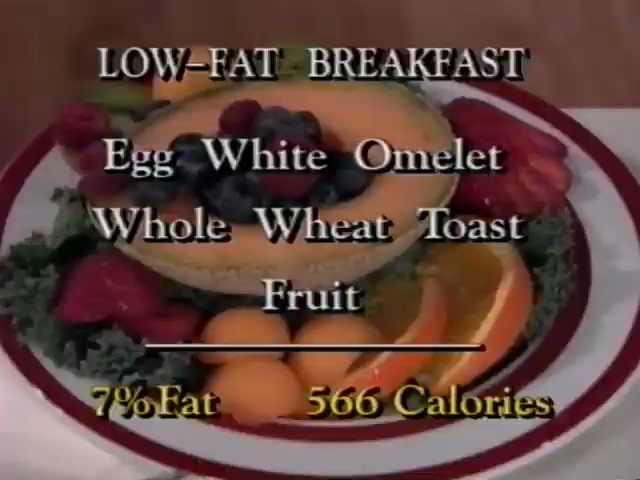 LOW-FAT BREAKFAST
Egg White Omelet
Whole Wheat Toast
Fruit
7% Fat 566 Calories